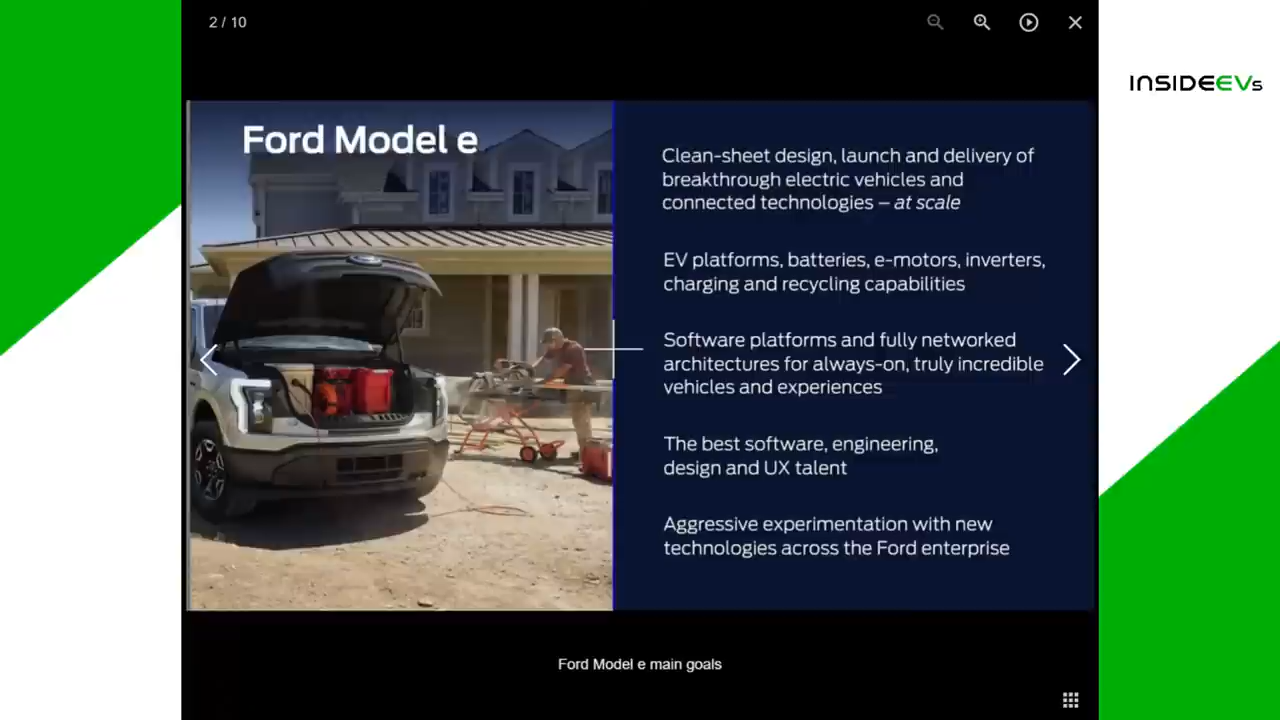 2 / 10
INSIDEEVs
Ford Model e
Clean-sheet design, launch and delivery of
breakthrough electric vehicles and
connected technologies – at scale
EV platforms, batteries, e-motors, inverters,
charging and recycling capabilities
Software platforms and fully networked
architectures for always-on, truly incredible
vehicles and experiences
The best software, engineering,
design and UX talent
Aggressive experimentation with new
technologies across the Ford enterprise
Ford Model e main goals